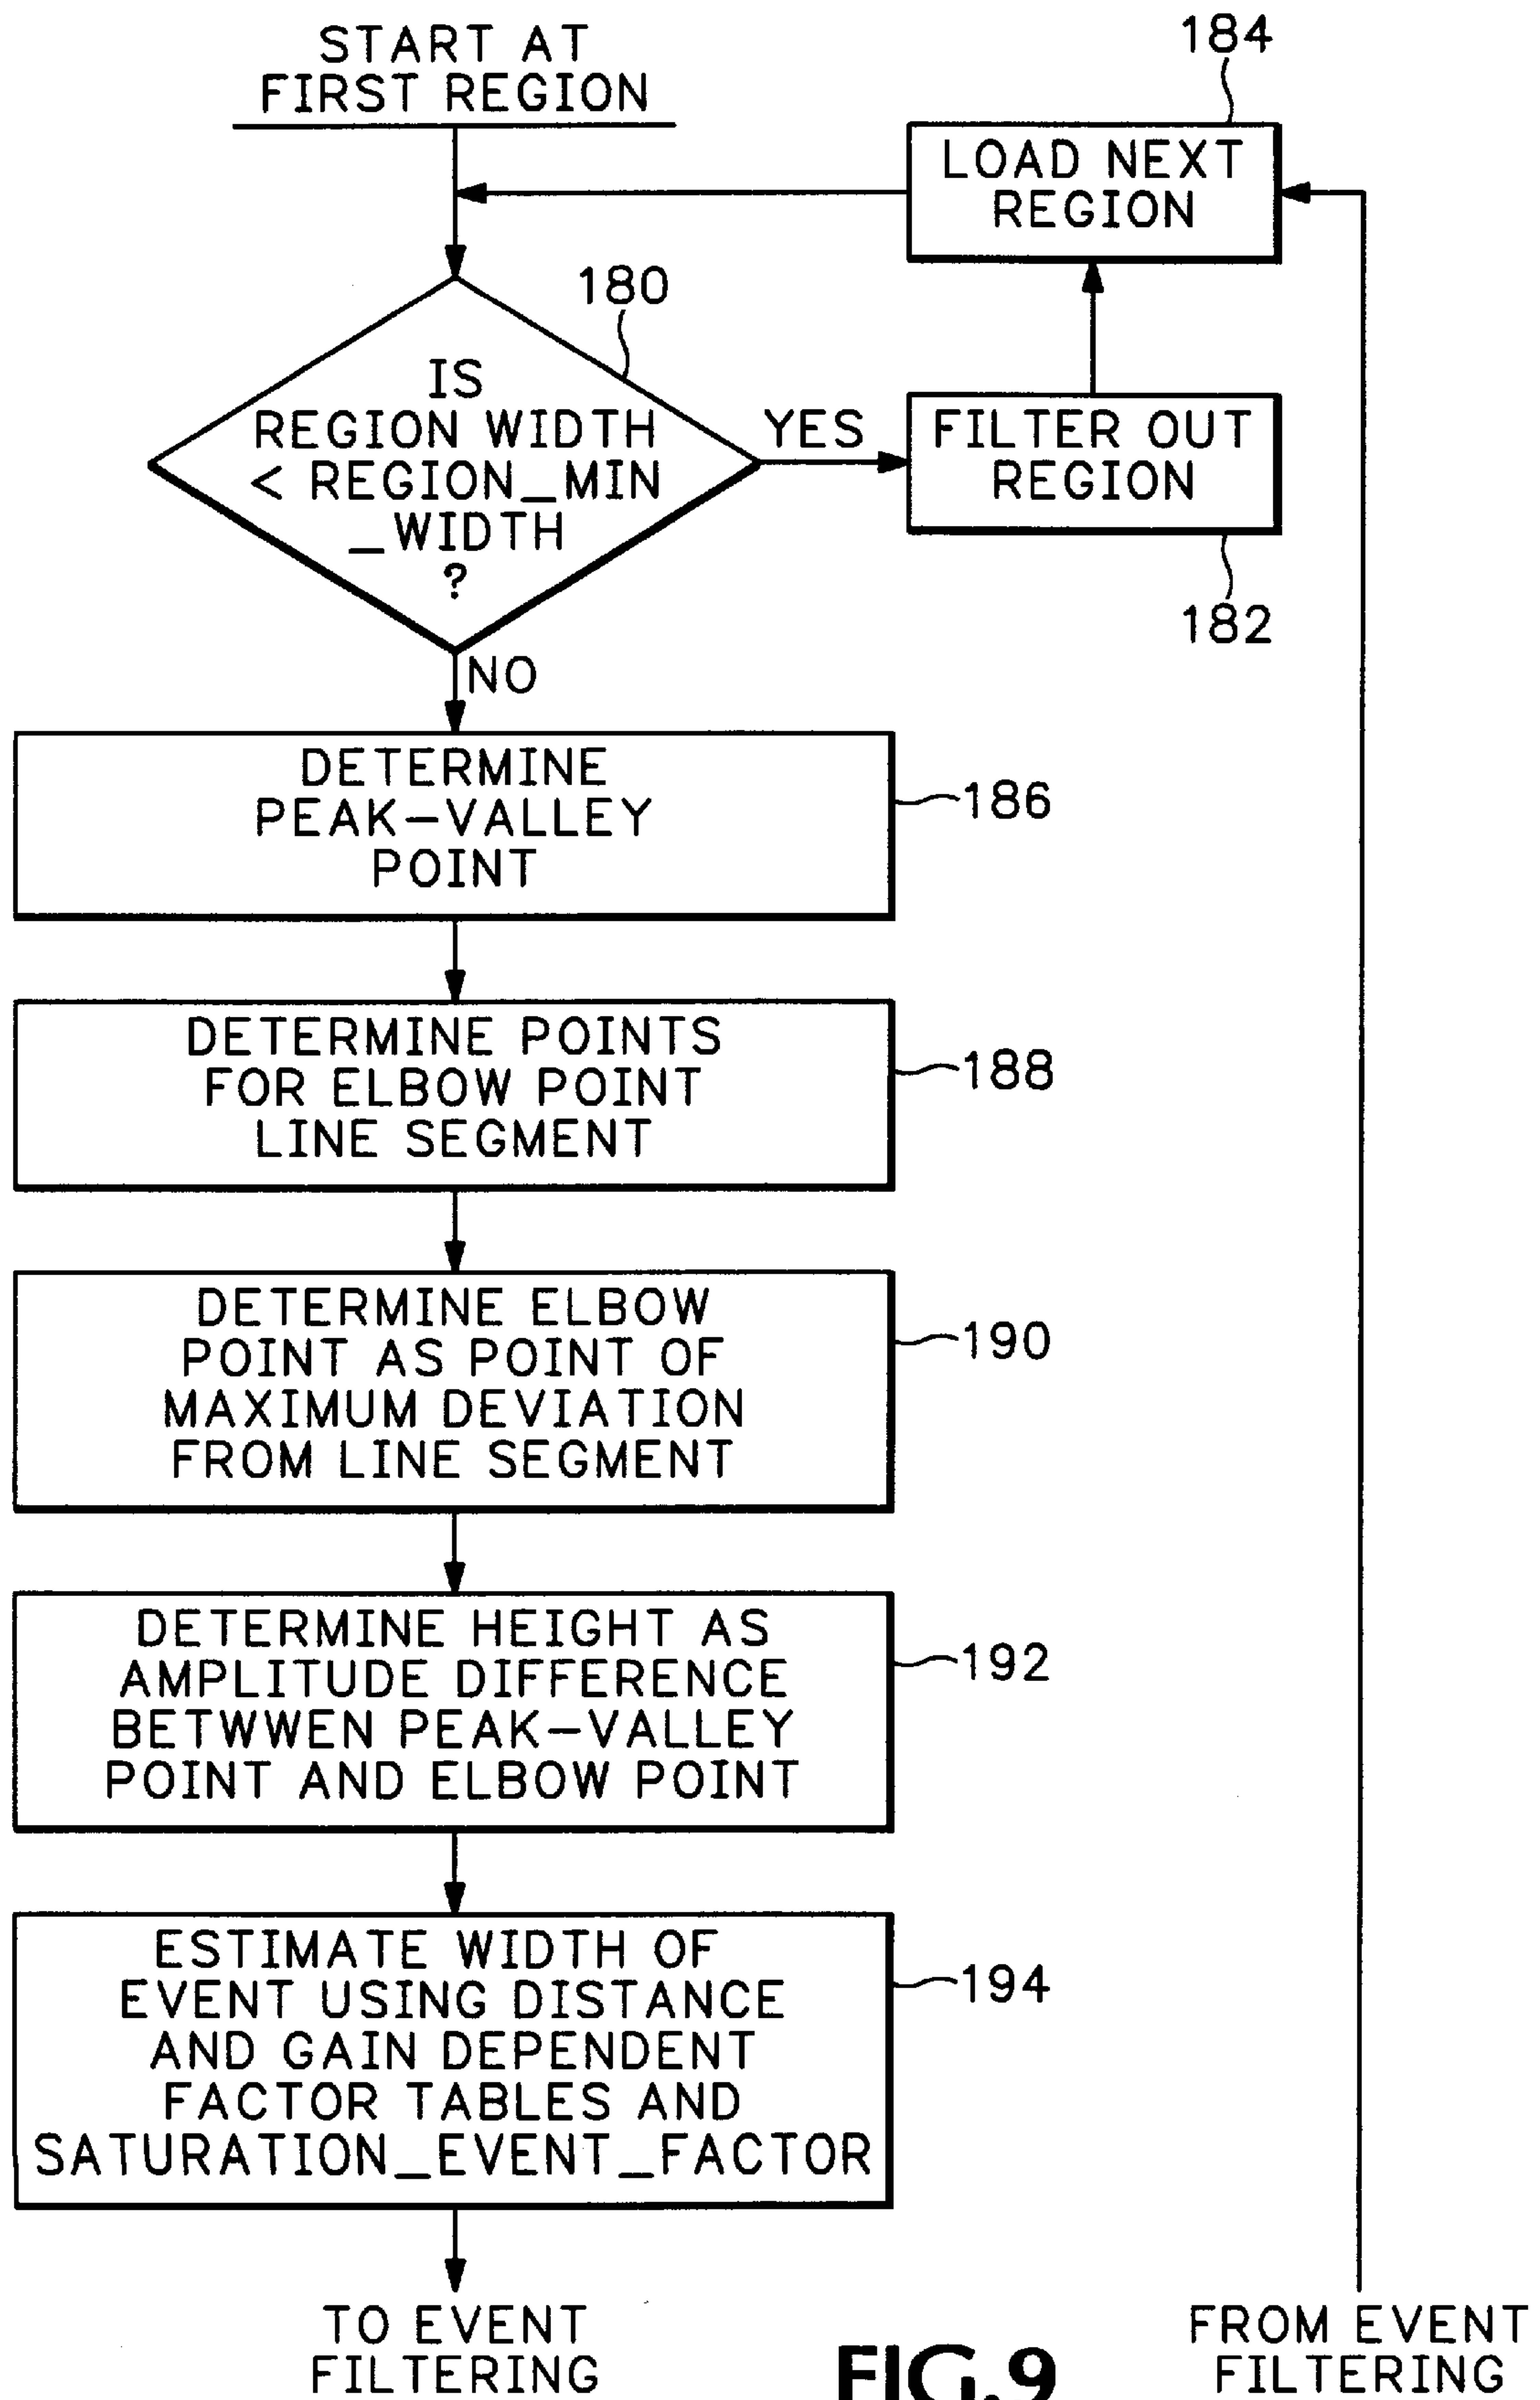 START AT
FIRST REGION
184
LOAD NEXT
REGION
180
IS
REGION WIDTH
< REGION_MIN
_WIDTH
?
YES
FILTER OUT
REGION
182
NO
DETERMINE
PEAK-VALLEY
POINT
186
DETERMINE POINTS
FOR ELBOW POINT
LINE SEGMENT
188
DETERMINE ELBOW
POINT AS POINT OF
MAXIMUM DEVIATION
FROM LINE SEGMENT
190
DETERMINE HEIGHT AS
AMPLITUDE DIFFERENCE
BETWWEN PEAK-VALLEY
POINT AND ELBOW POINT
192
ESTIMATE WIDTH OF
EVENT USING DISTANCE
AND GAIN DEPENDENT
FACTOR TABLES AND
SATURATION_EVENT_FACTOR
194
TO EVENT
FILTERING
FROM EVENT
FILTERING
FIG.9